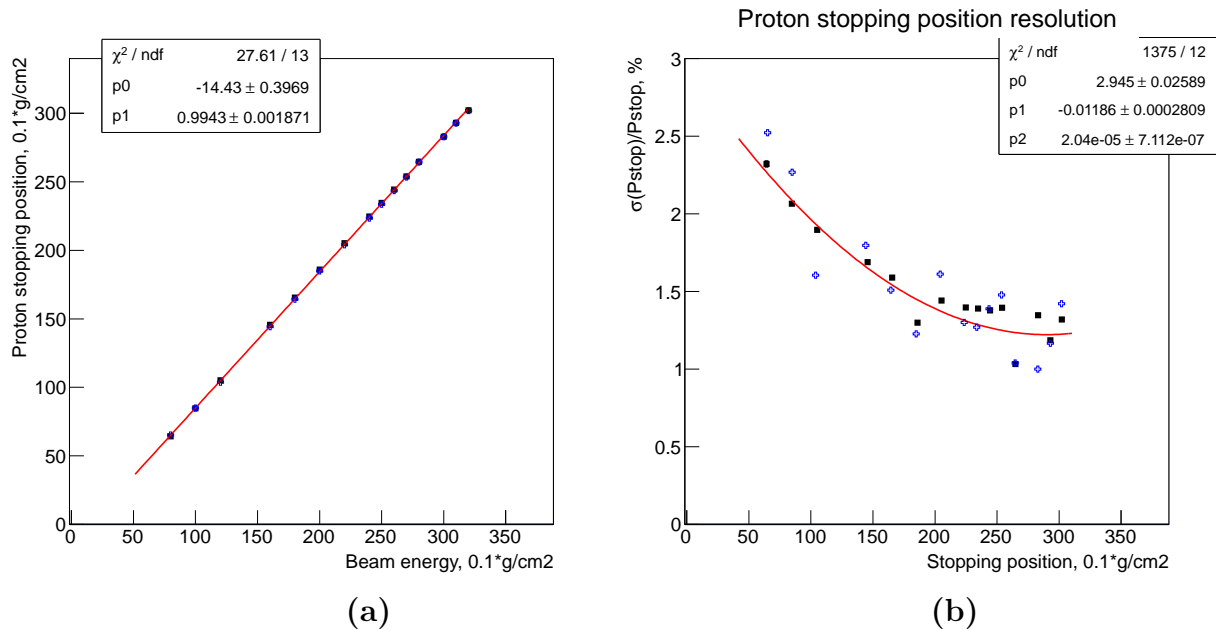 Proton stopping position resolution
χ² / ndf 27.61 / 13
p0 -14.43 ± 0.3969
p1 0.9943 ± 0.001871
Proton stopping position, 0.1*g/cm2
300
250
200
150
100
50
0
0 50 100 150 200 250 300 350
Beam energy, 0.1*g/cm2
(a)
χ² / ndf 1375 / 12
p0 2.945 ± 0.02589
p1 -0.01186 ± 0.0002809
p2 2.04e-05 ± 7.112e-07
σ(Pstop)/Pstop, %
3
2.5
2
1.5
1
0.5
0
0 50 100 150 200 250 300 350
Stopping position, 0.1*g/cm2
(b)